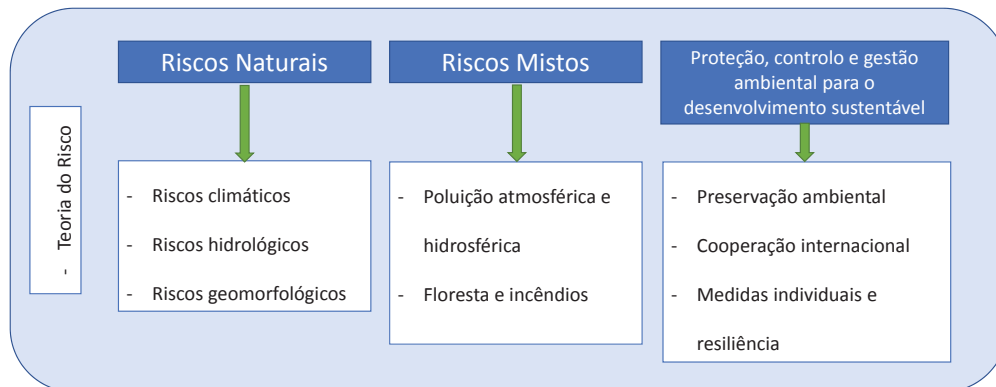 - Teoria do Risco
Riscos Naturais
- Riscos climáticos
- Riscos hidrológicos
- Riscos geomorfológicos
Riscos Mistos
- Poluição atmosférica e
hidrosférica
- Floresta e incêndios
Proteção, controlo e gestão
ambiental para o
desenvolvimento sustentável
- Preservação ambiental
- Cooperação internacional
- Medidas individuais e
resiliência